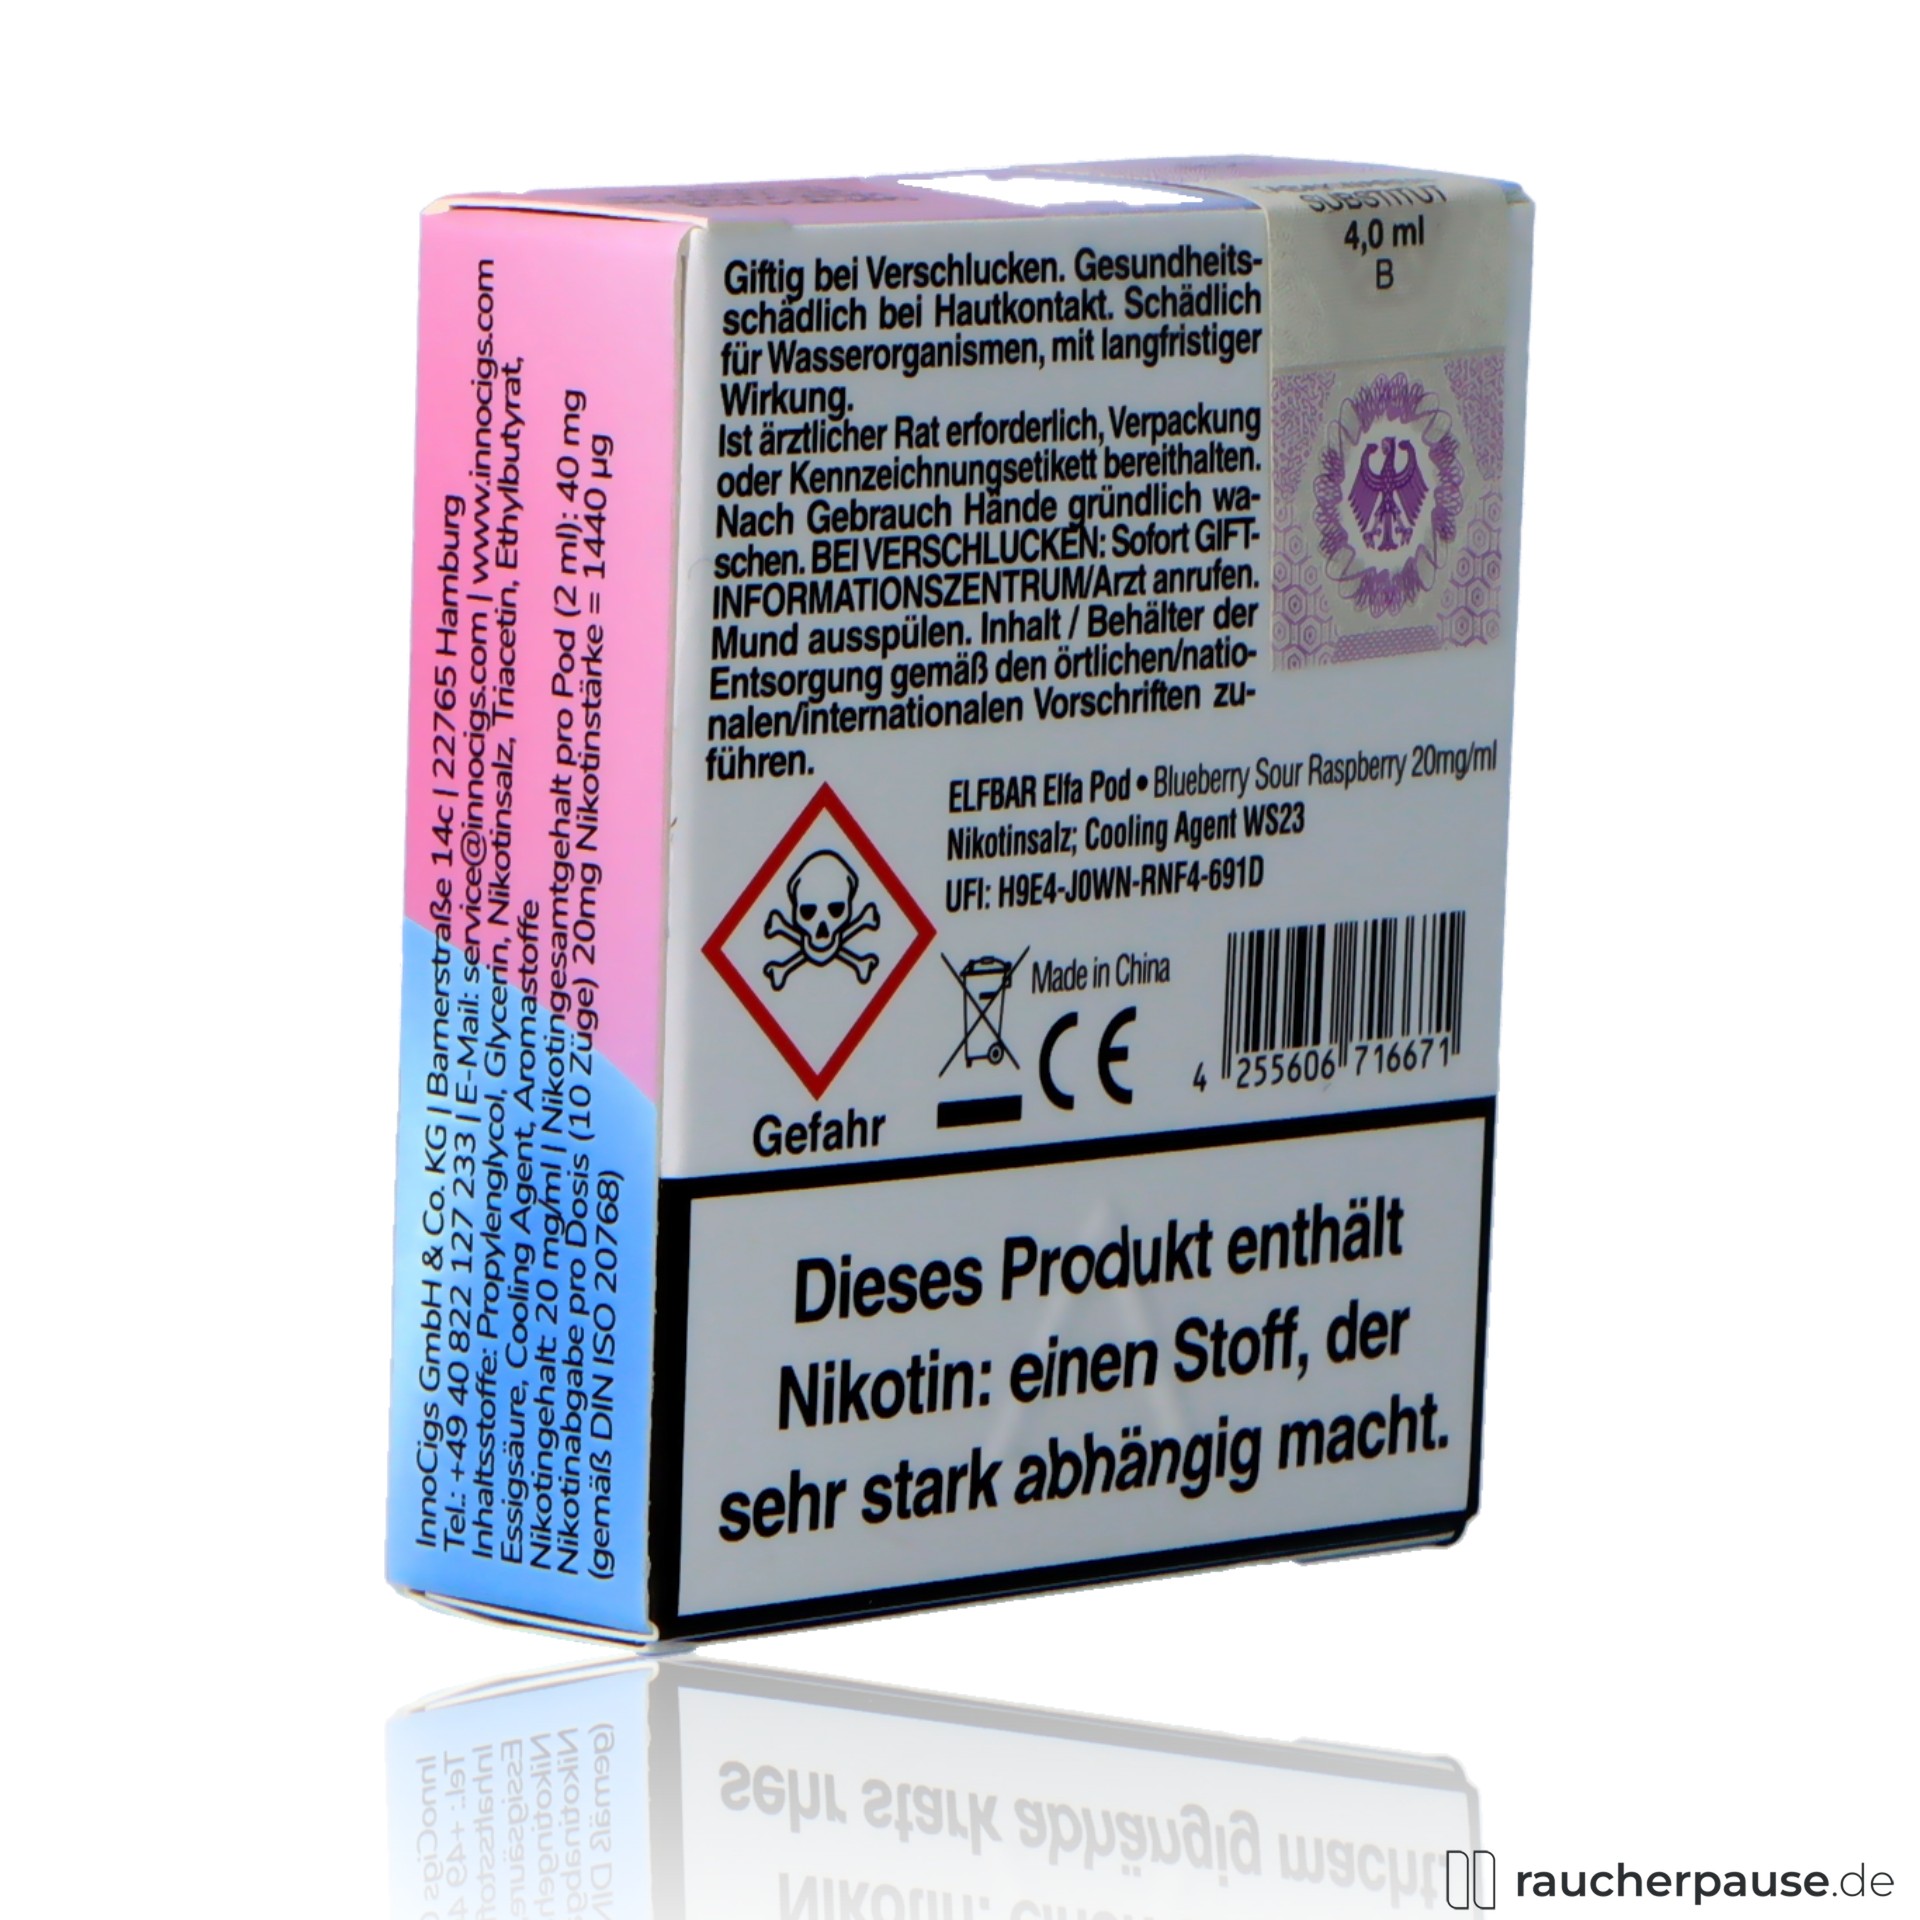 InnoCigs GmbH & Co. KG | Barnerstraße 14c | 22765 Hamburg
Tel.: +49 40 822 127 233 | E-Mail: service@innocigs.com | www.innocigs.com
Inhaltsstoffe: Propylenglycol, Glycerin, Nikotinsalz, Triacetin, Ethylbutyrat,
Essigsäure, Cooling Agent, Aromastoffe
Nikotingehalt: 20 mg/ml | Nikotingesamtgehalt pro Pod (2 ml): 40 mg
Nikotinabgabe pro Dosis (10 Züge) 20mg Nikotinstärke = 1440 µg
(gemäß DIN ISO 20768)
Giftig bei Verschlucken. Gesundheits-
schädlich bei Hautkontakt. Schädlich
für Wasserorganismen, mit langfristiger
Wirkung.
Ist ärztlicher Rat erforderlich, Verpackung
oder Kennzeichnungsetikett bereithalten.
Nach Gebrauch Hände gründlich wa-
schen. BEI VERSCHLUCKEN: Sofort GIFT-
INFORMATIONSZENTRUM/Arzt anrufen.
Mund ausspülen. Inhalt / Behälter der
Entsorgung gemäß den örtlichen/natio-
nalen/internationalen Vorschriften zu-
führen.
SUBSTITUT
4,0 ml
B
ELFBAR Elfa Pod • Blueberry Sour Raspberry 20mg/ml
Nikotinsalz; Cooling Agent WS23
UFI: H9E4-J0WN-RNF4-691D
Made in China
CE
4 255606 716671
Gefahr
Dieses Produkt enthält
Nikotin: einen Stoff, der
sehr stark abhängig macht.
raucherpause.de